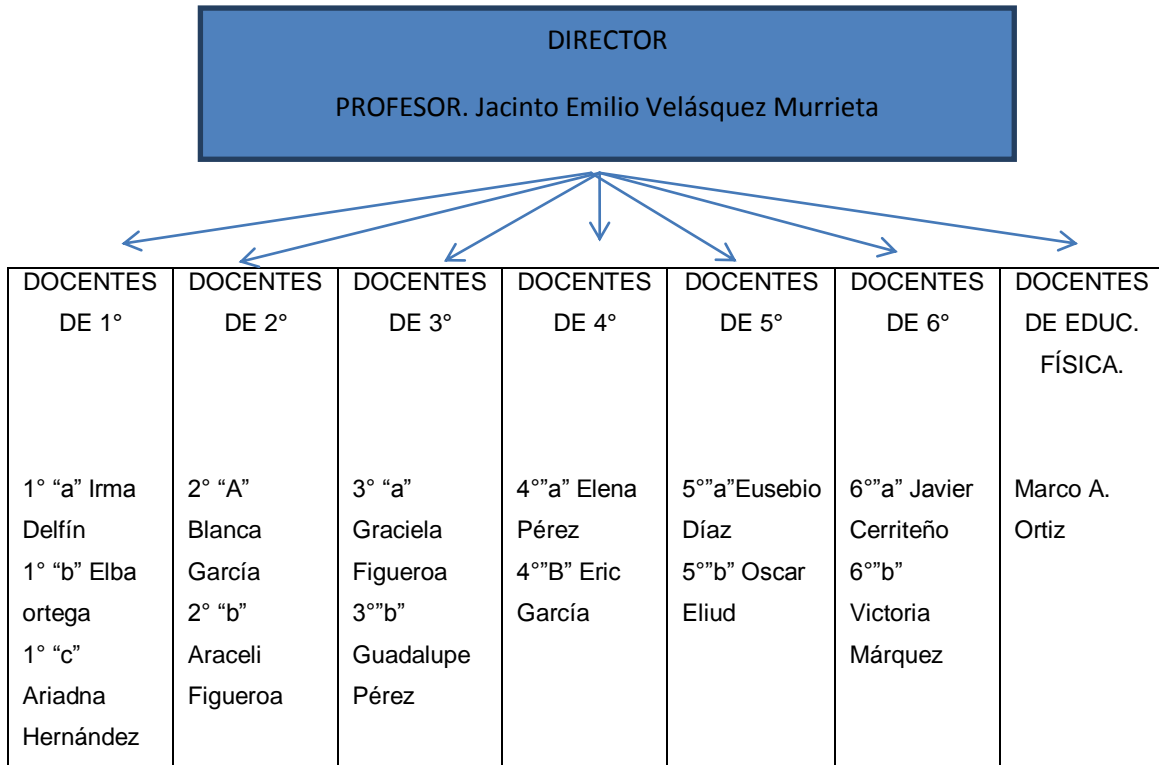 DIRECTOR
PROFESOR. Jacinto Emilio Velásquez Murrieta
DOCENTES
DE 1°
1° “a” Irma
Delfín
1° “b” Elba
ortega
1° “c”
Ariadna
Hernández
DOCENTES
DE 2°
2° “A”
Blanca
García
2° “b”
Araceli
Figueroa
DOCENTES
DE 3°
3° “a”
Graciela
Figueroa
3°”b”
Guadalupe
Pérez
DOCENTES
DE 4°
4°”a” Elena
Pérez
4°”B” Eric
García
DOCENTES
DE 5°
5°”a”Eusebio
Díaz
5°”b” Oscar
Eliud
DOCENTES
DE 6°
6°”a” Javier
Cerriteño
6°”b”
Victoria
Márquez
DOCENTES
DE EDUC.
FÍSICA.
Marco A.
Ortiz